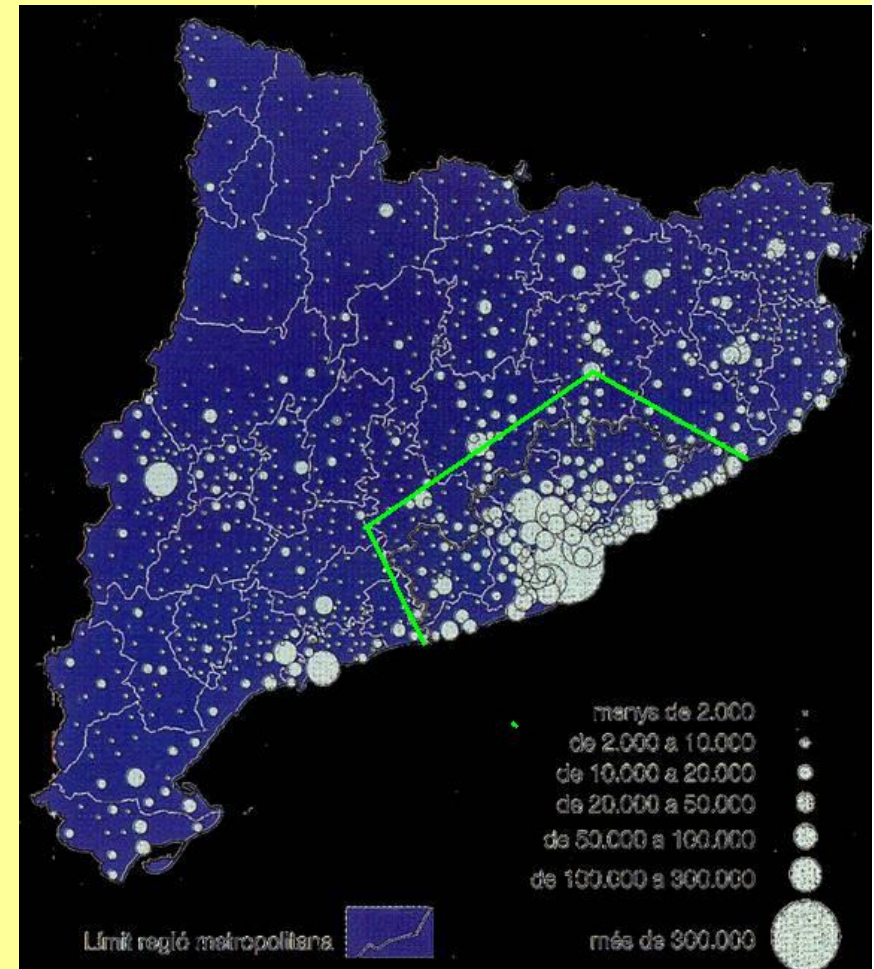 menys de 2.000
de 2.000 a 10.000
de 10.000 a 20.000
de 20.000 a 50.000
de 50.000 a 100.000
de 100.000 a 300.000
més de 300.000
Límit regió metropolitana